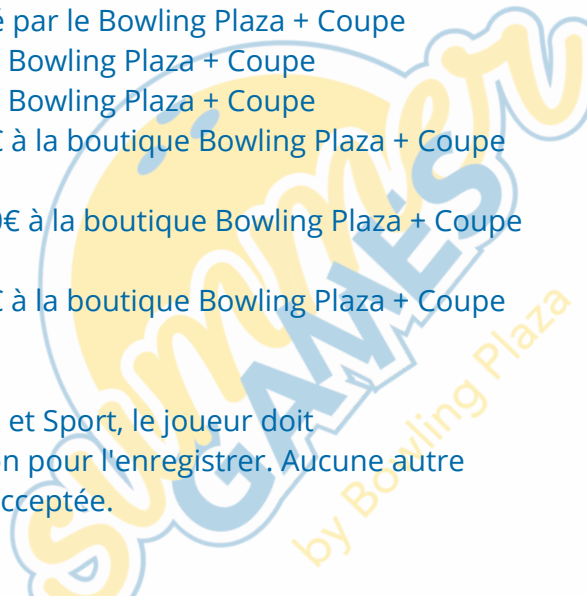 é par le Bowling Plaza + Coupe
Bowling Plaza + Coupe
Bowling Plaza + Coupe
€ à la boutique Bowling Plaza + Coupe
0€ à la boutique Bowling Plaza + Coupe
€ à la boutique Bowling Plaza + Coupe
et Sport, le joueur doit
n pour l'enregistrer. Aucune autre
cceptée.
summer
GAMES
by Bowling Plaza